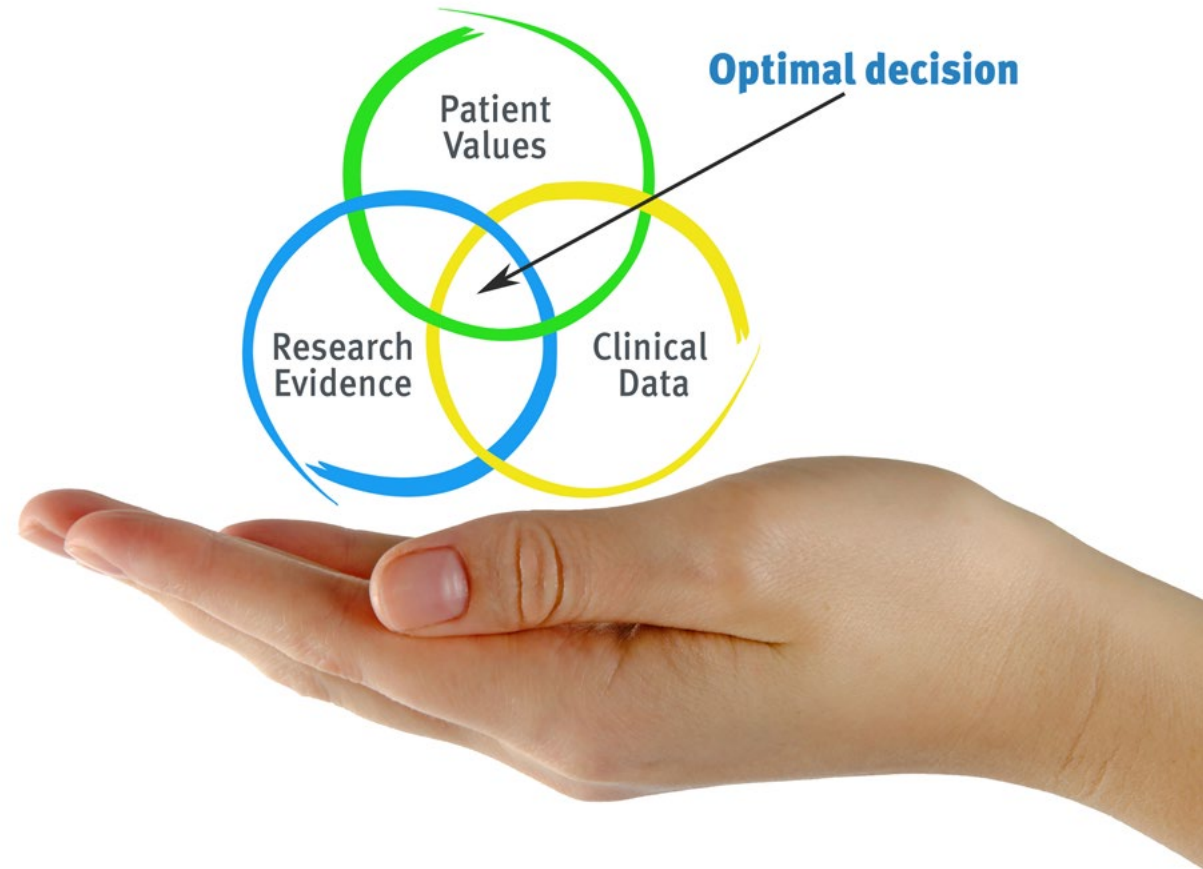 Optimal decision
Patient
Values
Research
Evidence
Clinical
Data